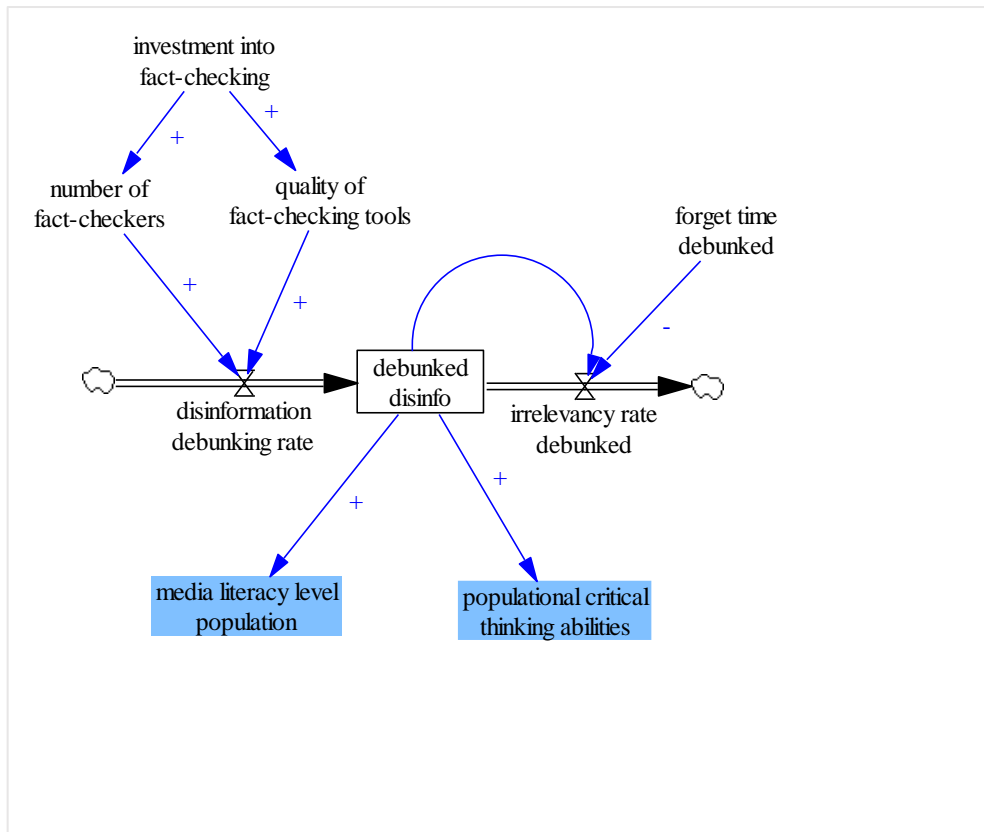 investment into
fact-checking
+
+
number of
fact-checkers
quality of
fact-checking tools
forget time
debunked
+
+
-
debunked
disinfo
disinformation
debunking rate
irrelevancy rate
debunked
+
+
media literacy level
population
populational critical
thinking abilities